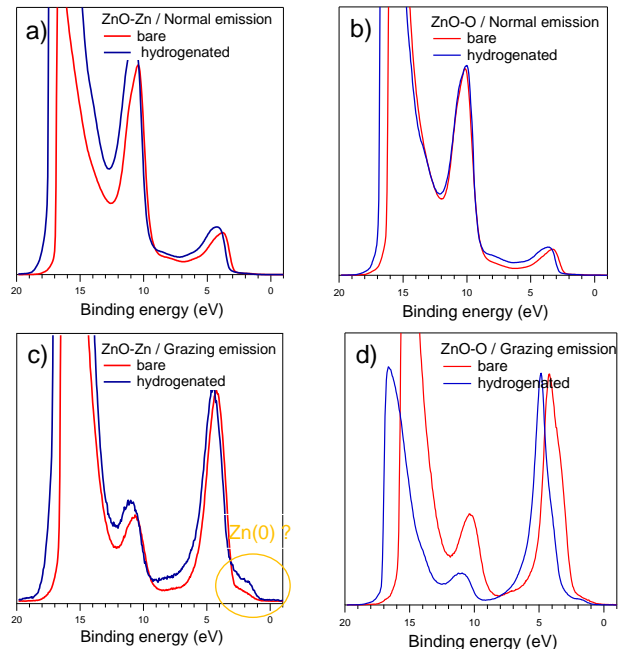 a)
ZnO-Zn / Normal emission
bare
hydrogenated
20 15 10 5 0
Binding energy (eV)
b)
ZnO-O / Normal emission
bare
hydrogenated
20 15 10 5 0
Binding energy (eV)
c)
ZnO-Zn / Grazing emission
bare
hydrogenated
Zn(0) ?
20 15 10 5 0
Binding energy (eV)
d)
ZnO-O / Grazing emission
bare
hydrogenated
20 15 10 5 0
Binding energy (eV)